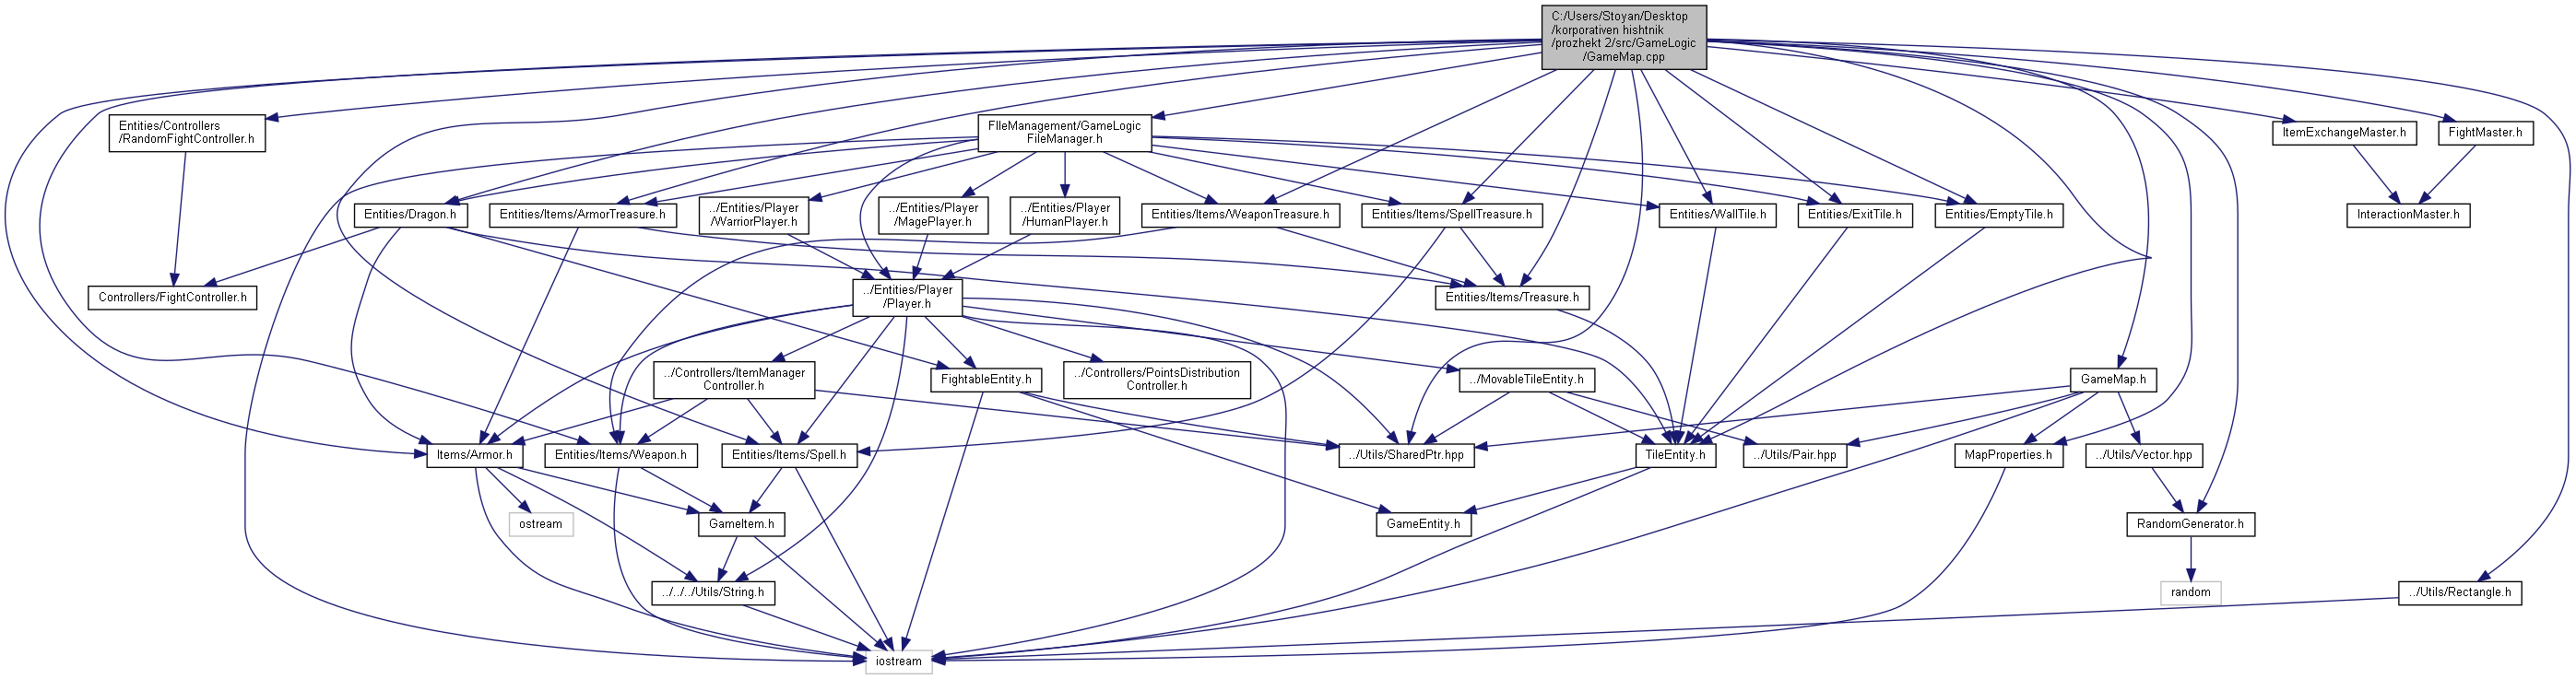 C:/Users/Stoyan/Desktop
/korporativen hishtnik
/prozhekt 2/src/GameLogic
/GameMap.cpp
Entities/Controllers
/RandomFightController.h
FIleManagement/GameLogic
FileManager.h
ItemExchangeMaster.h
FightMaster.h
Entities/Dragon.h
Entities/Items/ArmorTreasure.h
../Entities/Player
/WarriorPlayer.h
../Entities/Player
/MagePlayer.h
../Entities/Player
/HumanPlayer.h
Entities/Items/WeaponTreasure.h
Entities/Items/SpellTreasure.h
Entities/WallTile.h
Entities/ExitTile.h
Entities/EmptyTile.h
InteractionMaster.h
Controllers/FightController.h
../Entities/Player
/Player.h
Entities/Items/Treasure.h
../Controllers/ItemManager
Controller.h
FightableEntity.h
../Controllers/PointsDistribution
Controller.h
../MovableTileEntity.h
GameMap.h
Items/Armor.h
Entities/Items/Weapon.h
Entities/Items/Spell.h
../Utils/SharedPtr.hpp
TileEntity.h
../Utils/Pair.hpp
MapProperties.h
../Utils/Vector.hpp
ostream
GameItem.h
GameEntity.h
RandomGenerator.h
../../../Utils/String.h
random
../Utils/Rectangle.h
iostream